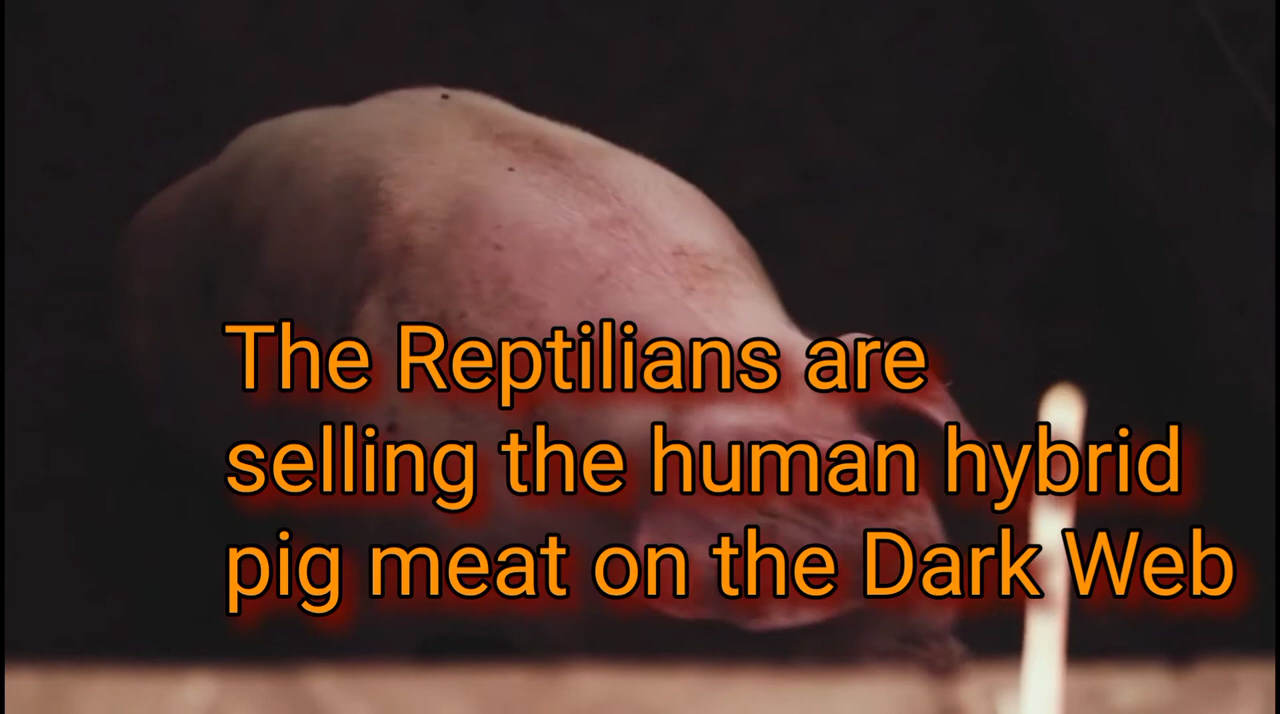 The Reptilians are
selling the human hybrid
pig meat on the Dark Web